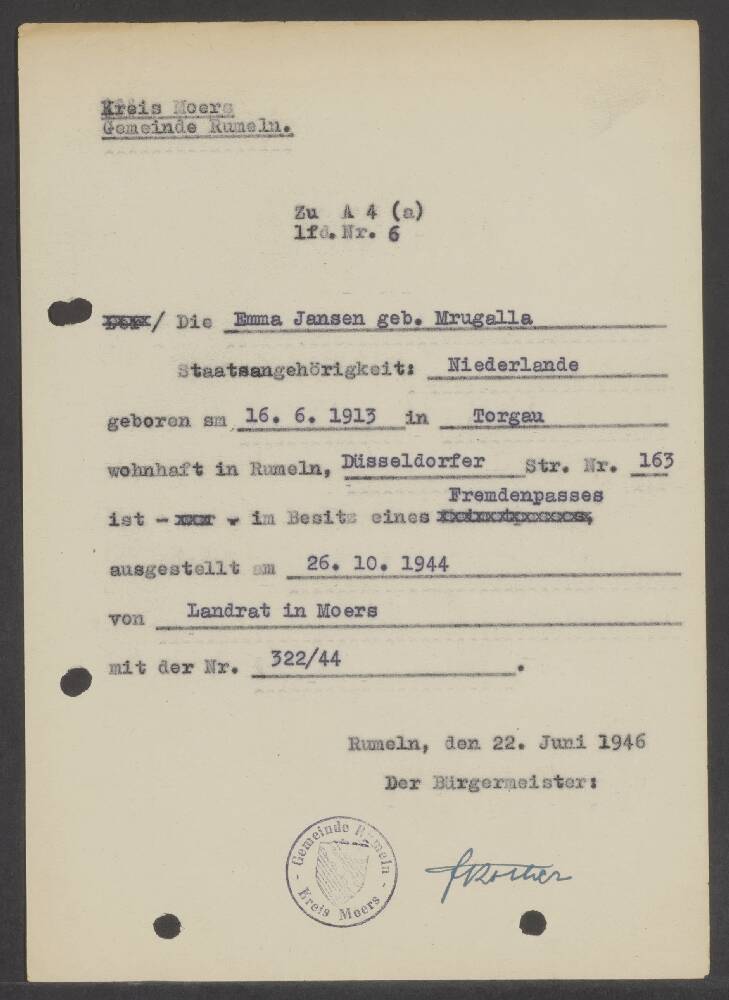 Kreis Moers
Gemeinde Rumeln.
Zu A 4 (a)
lfd. Nr. 6
/ Die Emma Jansen geb. Mrugalla
Staatsangehörigkeit: Niederlande
geboren am 16. 6. 1913 in Torgau
wohnhaft in Rumeln, Düsseldorfer Str. Nr. 163
Fremdenpasses
ist - xxxx - im Besitz eines
ausgestellt am 26. 10. 1944
von Landrat in Moers
mit der Nr. 322/44 .
Rumeln, den 22. Juni 1946
Der Bürgermeister:
- Gemeinde Rumeln -
Kreis Moers